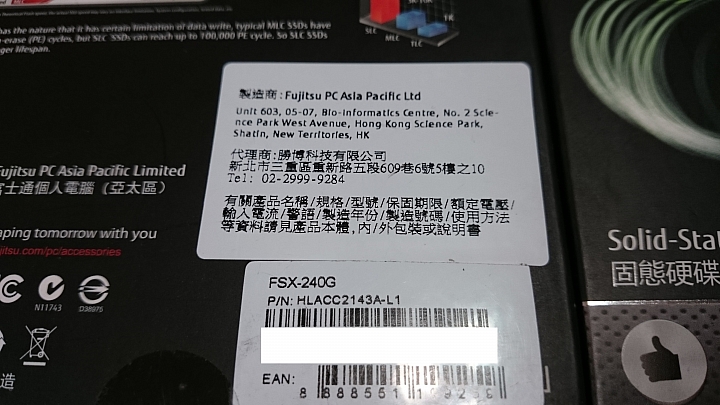 has the nature that it has certain limitation of data write, typical MLC SSDs have
-erase (PE) cycles, but SLC SSDs can reach up to 100,000 PE cycle. So SLC SSDs
ger lifespan.
SLC
MLC
TLC
製造商：Fujitsu PC Asia Pacific Ltd
Unit 603, 05-07, Bio-Informatics Centre, No. 2 Scie-
nce Park West Avenue, Hong Kong Science Park,
Shatin, New Territories, HK
代理商:勝博科技有限公司
新北市三重區重新路五段609巷6號5樓之10
Tel: 02-2999-9284
有關產品名稱/規格/型號/保固期限/額定電壓/
輸入電流/警語/製造年份/製造號碼/使用方法
等資料請見產品本體,內/外包裝或說明書
Fujitsu PC Asia Pacific Limited
富士通個人電腦（亞太區）
aping tomorrow with you
jitsu.com/pc/accessories
N11743
D38975
造
FSX-240G
P/N: HLACC2143A-L1
EAN:
Solid-Stat
固態硬碟